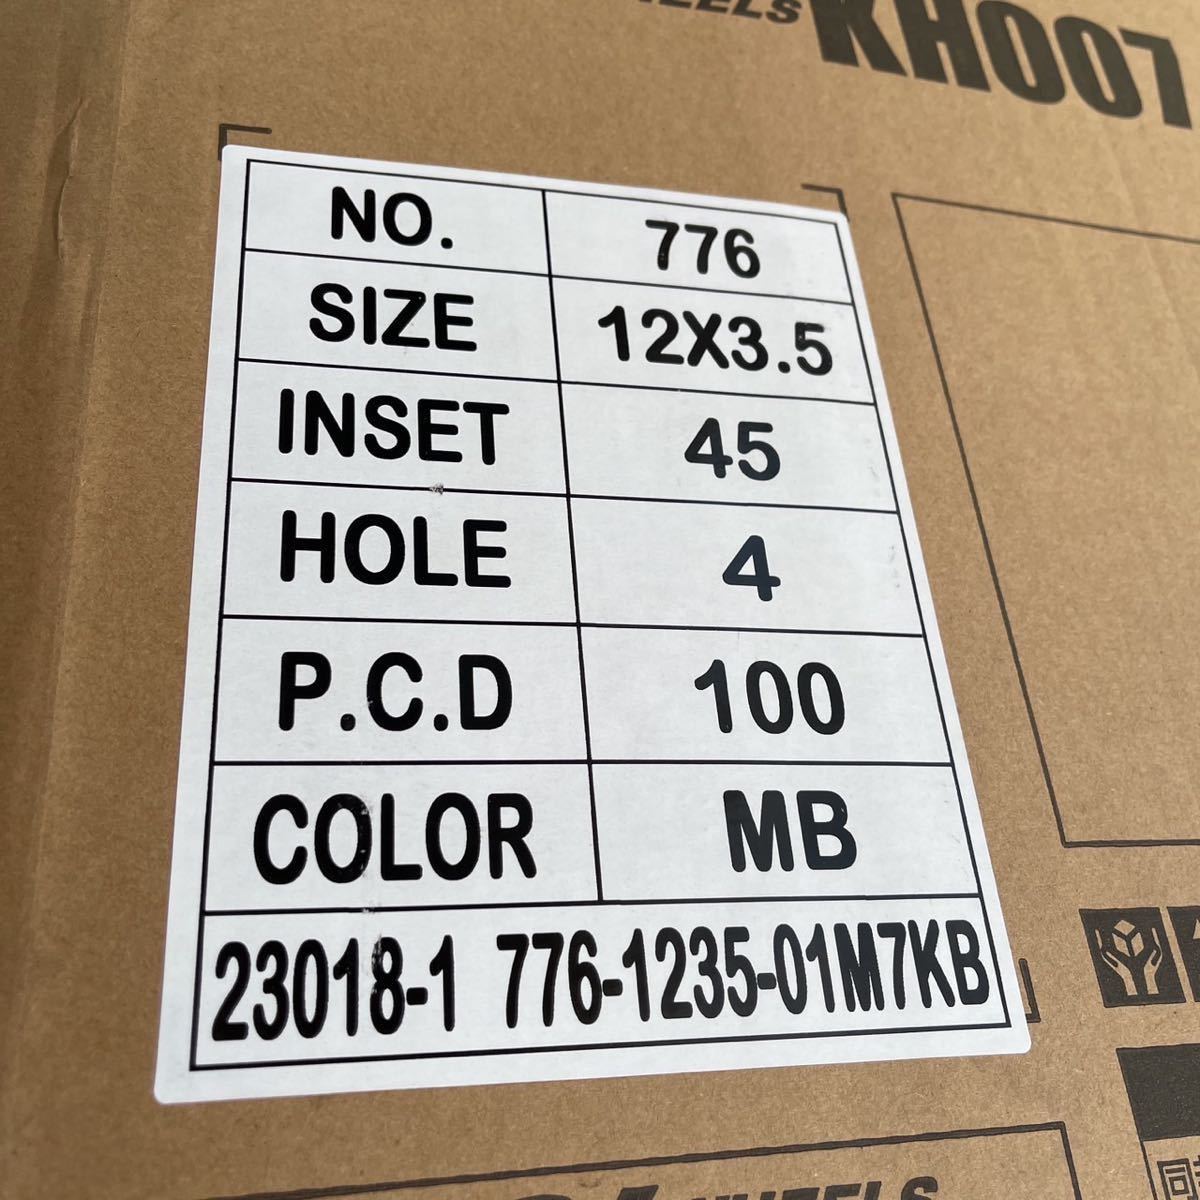 KH007
NO. 776
SIZE 12X3.5
INSET 45
HOLE 4
P.C.D 100
COLOR MB
23018-1 776-1235-01M7KB